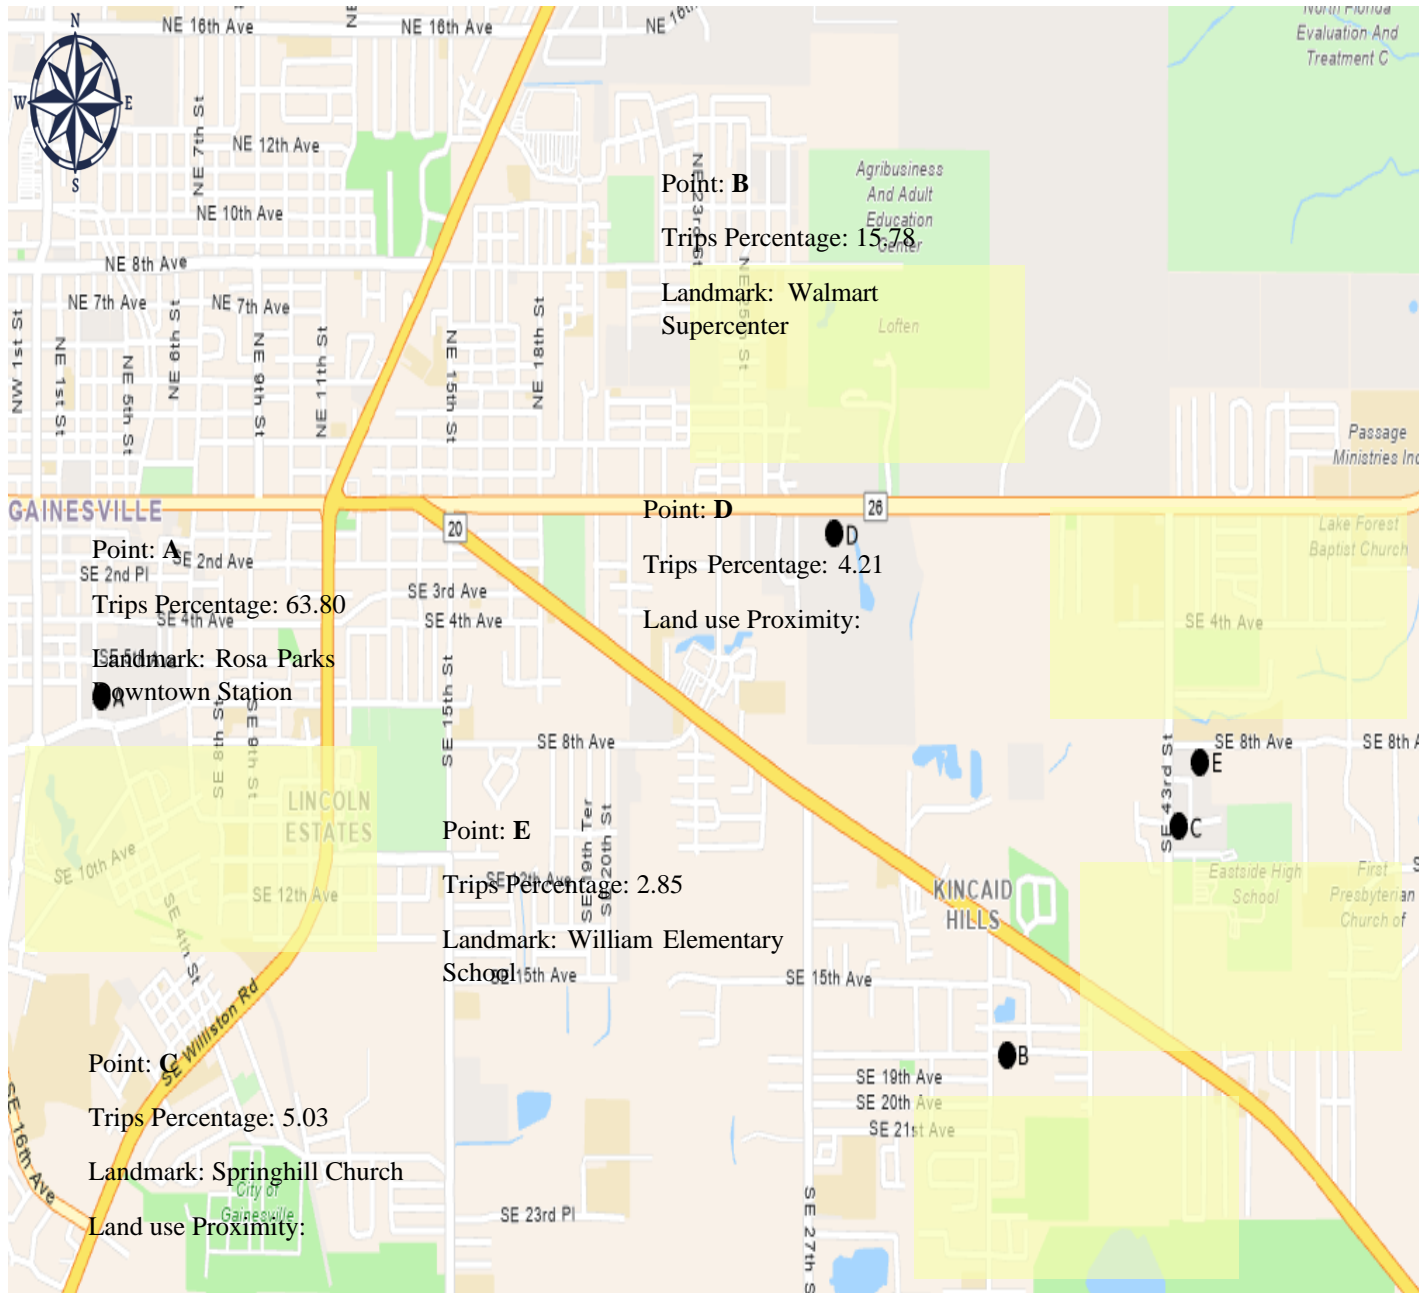 NE 16th Ave
NE
NE 16th Ave
NE 16th
North Florida
Evaluation And
Treatment C
N
W
E
S
NE 7th St
NE 12th Ave
NE 10th Ave
NE 8th Ave
NE 7th Ave
NE 7th Ave
NE 23rd St
Agribusiness
And Adult
Education
Center
Point: B
Trips Percentage: 15.78
Landmark: Walmart
Supercenter
NE 25th St
Loften
NW 1st St
NE 1st St
NE 5th St
NE 6th St
NE 9th St
NE 11th St
NE 15th St
NE 18th St
Passage
Ministries Inc
GAINESVILLE
20
26
Point: D
Trips Percentage: 4.21
Land use Proximity:
D
Lake Forest
Baptist Church
Point: A
SE 2nd Ave
SE 2nd Pl
Trips Percentage: 63.80
SE 4th Ave
Landmark: Rosa Parks
Downtown Station
A
SE 3rd Ave
SE 4th Ave
SE 4th Ave
SE 8th St
SE 9th St
SE 15th St
SE 8th Ave
SE 8th Ave
SE 8th A
E
SE 43rd St
C
LINCOLN
ESTATES
SE 10th Ave
SE 12th Ave
SE 4th St
Point: E
Trips Percentage: 2.85
SE 12th Ave
Landmark: William Elementary
School
SE 19th Ter
SE 20th St
SE 15th Ave
SE 15th Ave
KINCAID
HILLS
Eastside High
School
First
Presbyterian
Church of
S
SE Williston Rd
Point: C
Trips Percentage: 5.03
Landmark: Springhill Church
Land use Proximity:
SE 16th Ave
City of
Gainesville
B
SE 19th Ave
SE 20th Ave
SE 21st Ave
SE 23rd Pl
SE 27th S